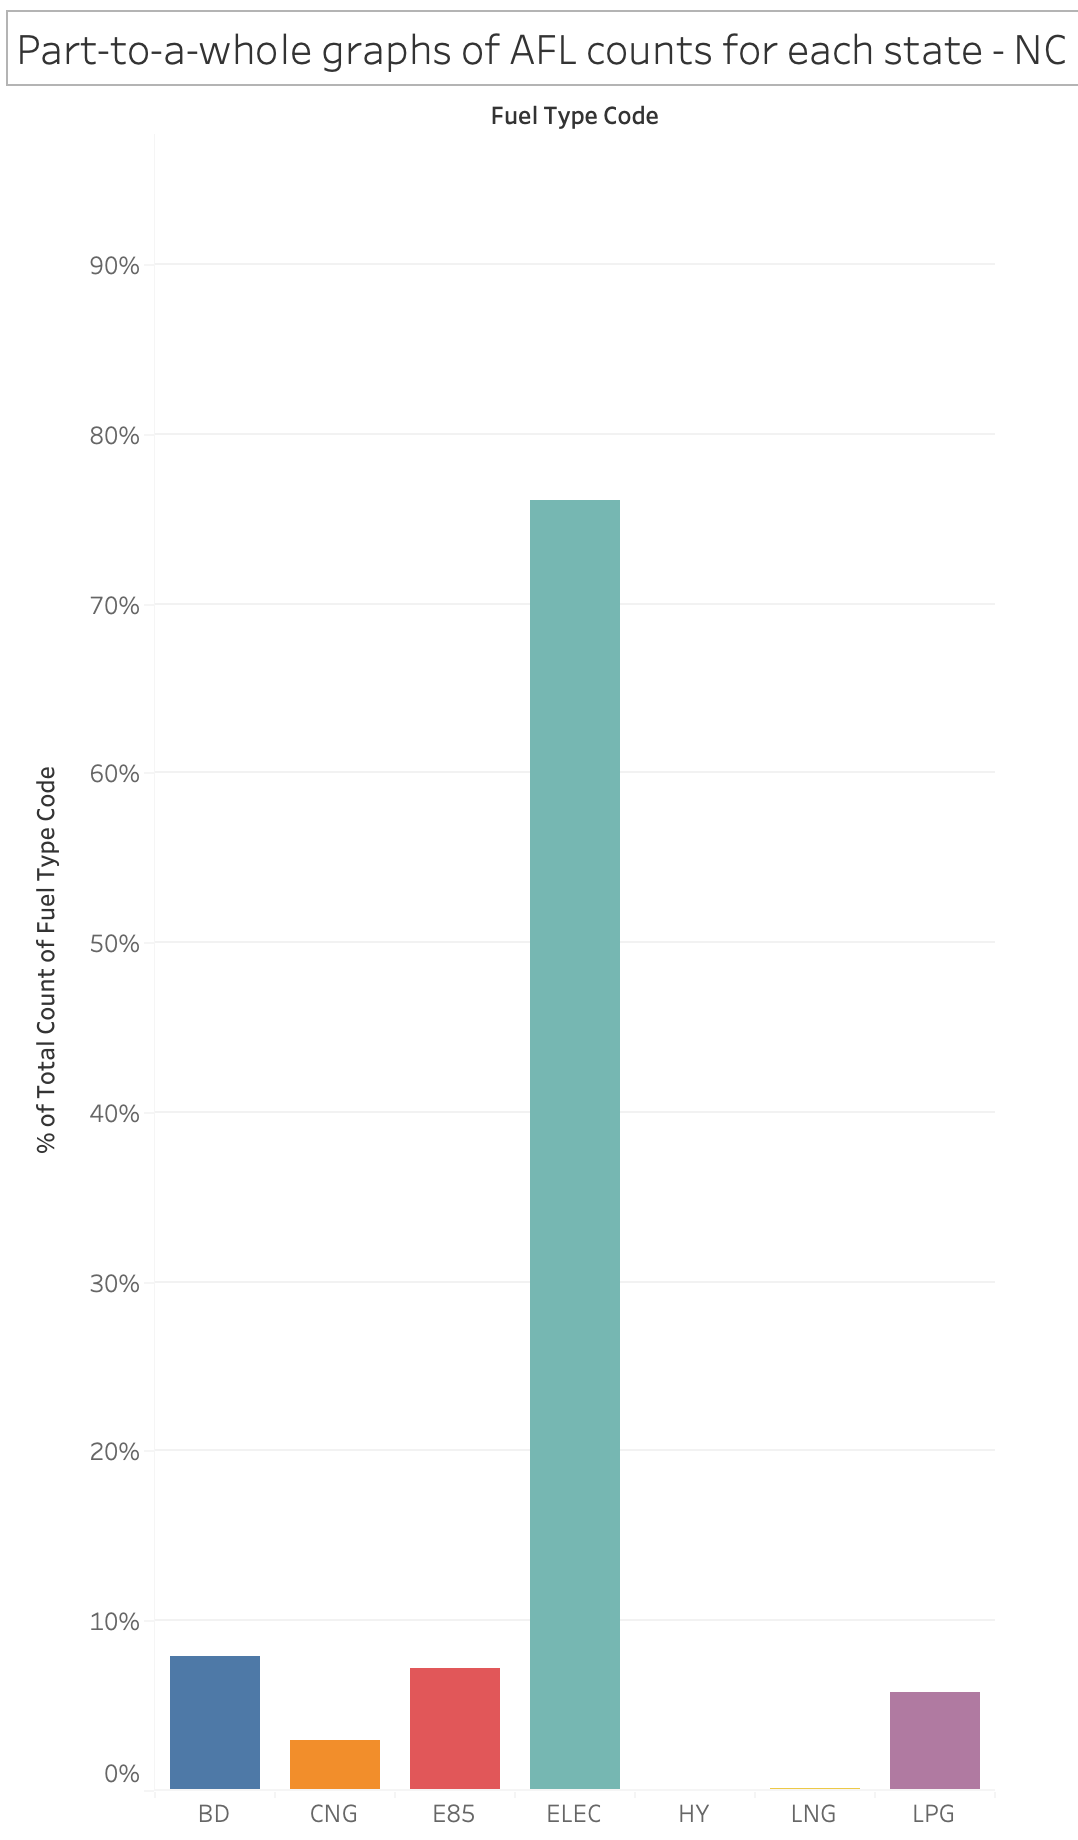 Part-to-a-whole graphs of AFL counts for each state - NC
Fuel Type Code
90%
80%
70%
60%
50%
40%
30%
20%
10%
0%
% of Total Count of Fuel Type Code
BD CNG E85 ELEC HY LNG LPG